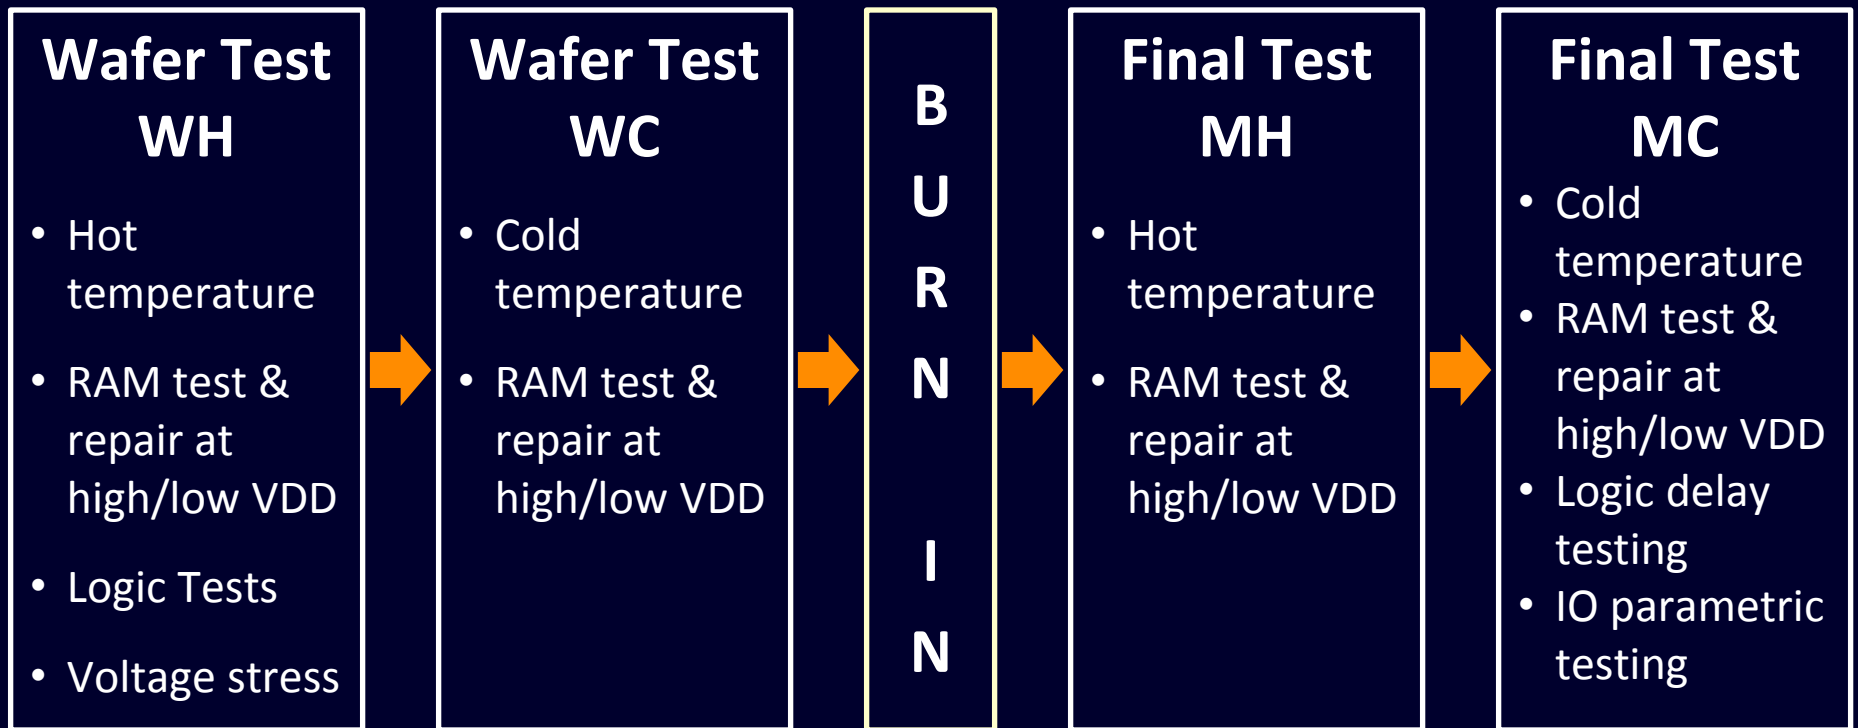 Wafer Test
WH
• Hot
temperature
• RAM test &
repair at
high/low VDD
• Logic Tests
• Voltage stress
Wafer Test
WC
• Cold
temperature
• RAM test &
repair at
high/low VDD
B
U
R
N
I
N
Final Test
MH
• Hot
temperature
• RAM test &
repair at
high/low VDD
Final Test
MC
• Cold
temperature
• RAM test &
repair at
high/low VDD
• Logic delay
testing
• IO parametric
testing